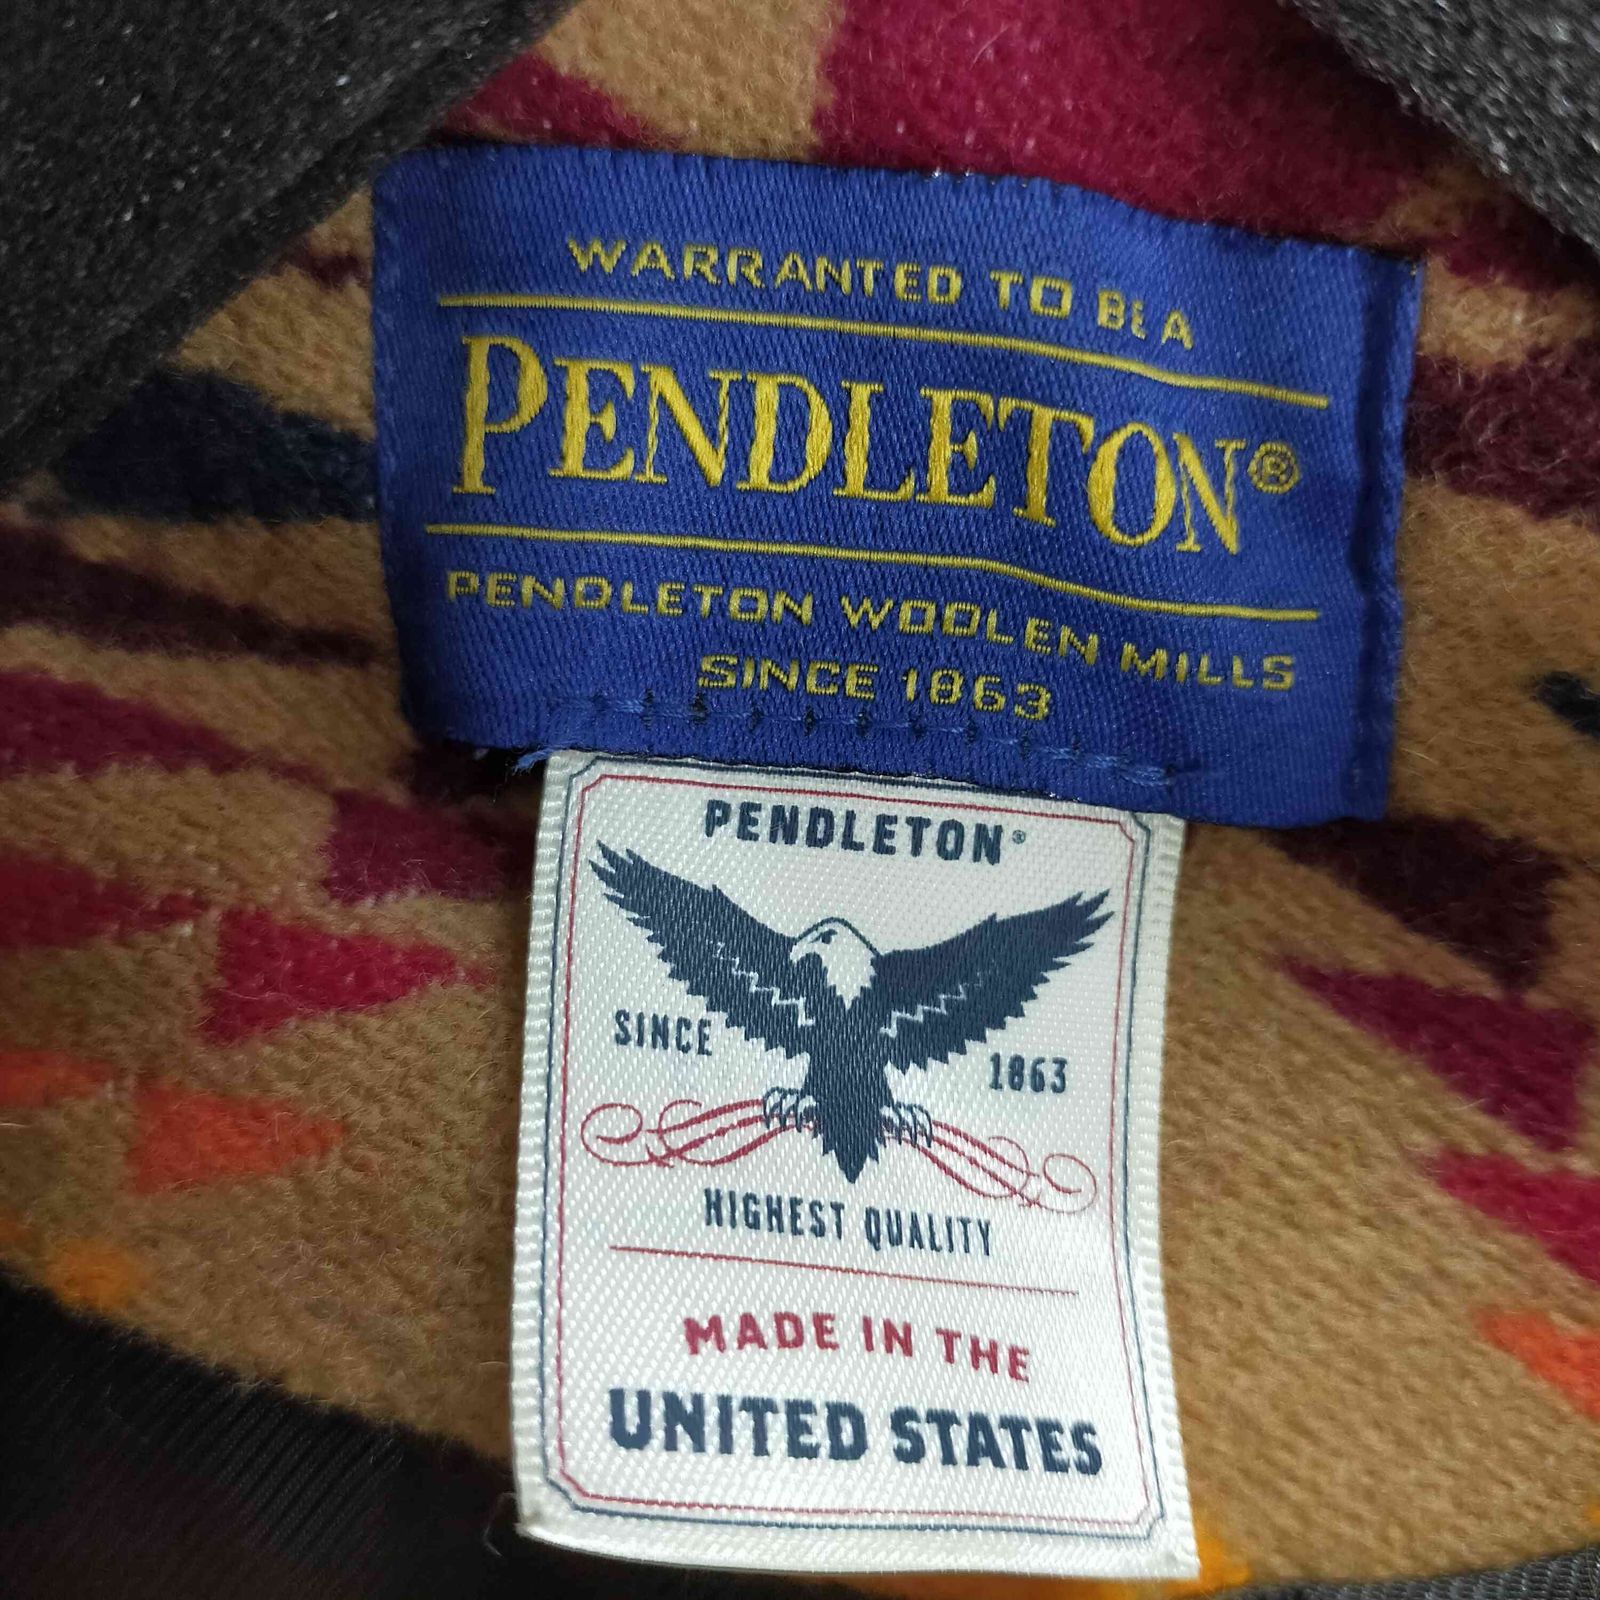 WARRANTED TO BE A
PENDLETON®
PENDLETON WOOLEN MILLS
SINCE 1863
PENDLETON®
SINCE 1863
HIGHEST QUALITY
MADE IN THE
UNITED STATES